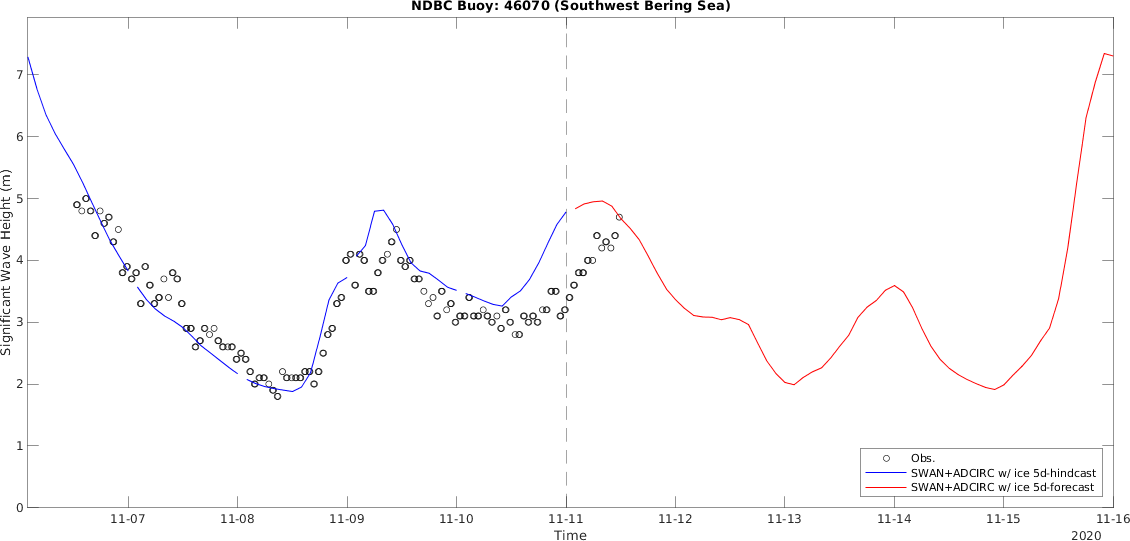 NDBC Buoy: 46070 (Southwest Bering Sea)
Significant Wave Height (m)
7
6
5
4
3
2
1
0
Obs.
SWAN+ADCIRC w/ ice 5d-hindcast
SWAN+ADCIRC w/ ice 5d-forecast
11-07 11-08 11-09 11-10 11-11 11-12 11-13 11-14 11-15 11-16
Time
2020